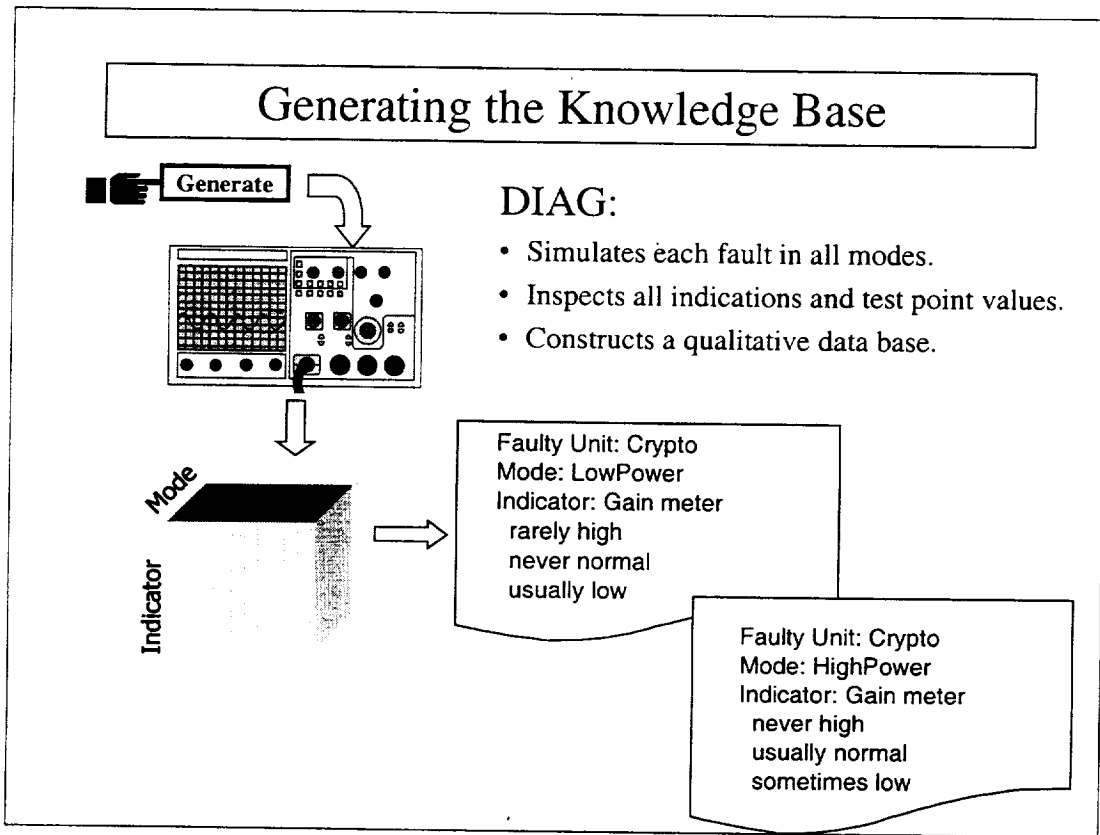 Generating the Knowledge Base
Generate
DIAG:
• Simulates each fault in all modes.
• Inspects all indications and test point values.
• Constructs a qualitative data base.
Mode
Indicator
Faulty Unit: Crypto
Mode: LowPower
Indicator: Gain meter
rarely high
never normal
usually low
Faulty Unit: Crypto
Mode: HighPower
Indicator: Gain meter
never high
usually normal
sometimes low